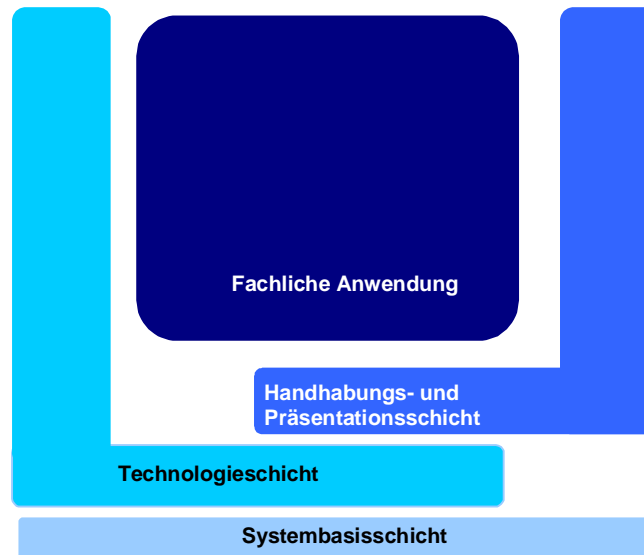 Fachliche Anwendung
Handhabungs- und
Präsentationsschicht
Technologieschicht
Systembasisschicht